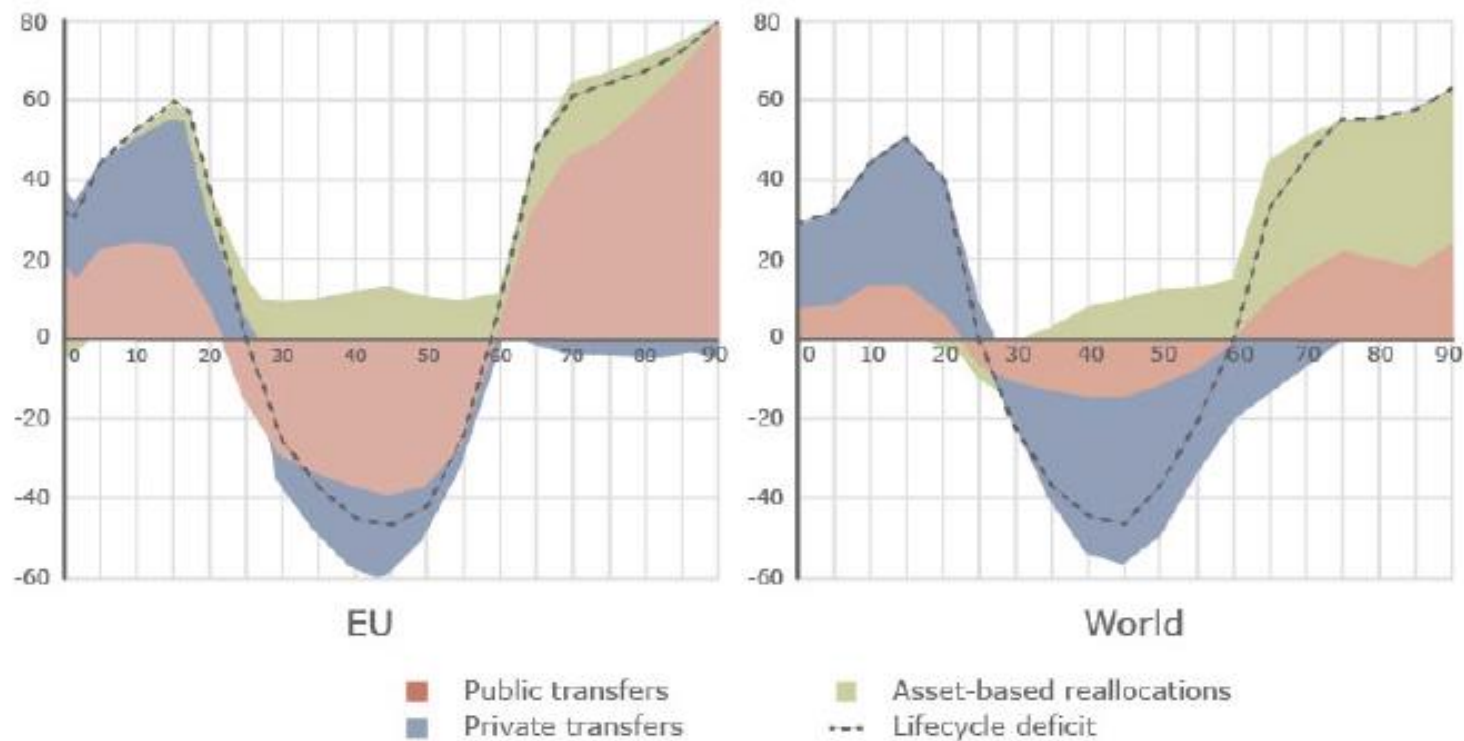 80 80
60 60
40 40
20 20
0 0
0 10 20 30 40 50 60 70 80 90 0 10 20 30 40 50 60 70 80 90
-20 -20
-40 -40
-60 -60
EU World
Public transfers Asset-based reallocations
Private transfers Lifecycle deficit